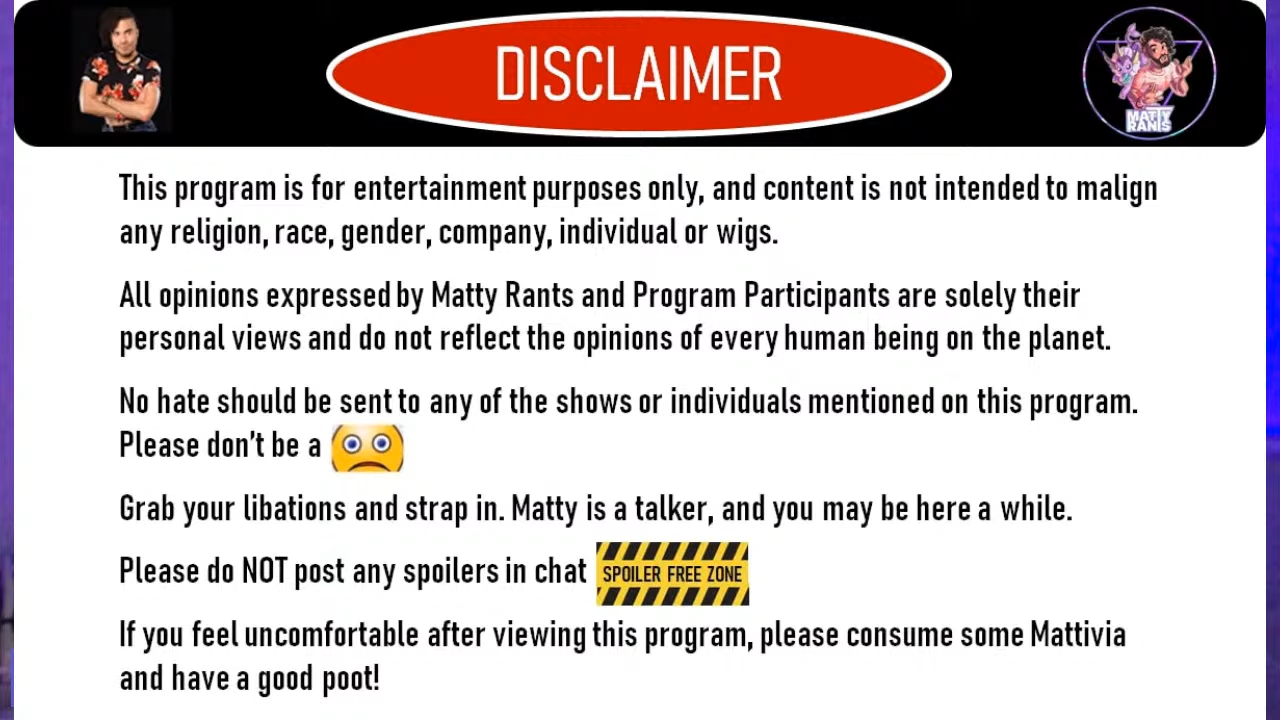 DISCLAIMER
MATTY
RANTS
This program is for entertainment purposes only, and content is not intended to malign
any religion, race, gender, company, individual or wigs.
All opinions expressed by Matty Rants and Program Participants are solely their
personal views and do not reflect the opinions of every human being on the planet.
No hate should be sent to any of the shows or individuals mentioned on this program.
Please don't be a
Grab your libations and strap in. Matty is a talker, and you may be here a while.
Please do NOT post any spoilers in chat SPOILER FREE ZONE
If you feel uncomfortable after viewing this program, please consume some Mattivia
and have a good poot!